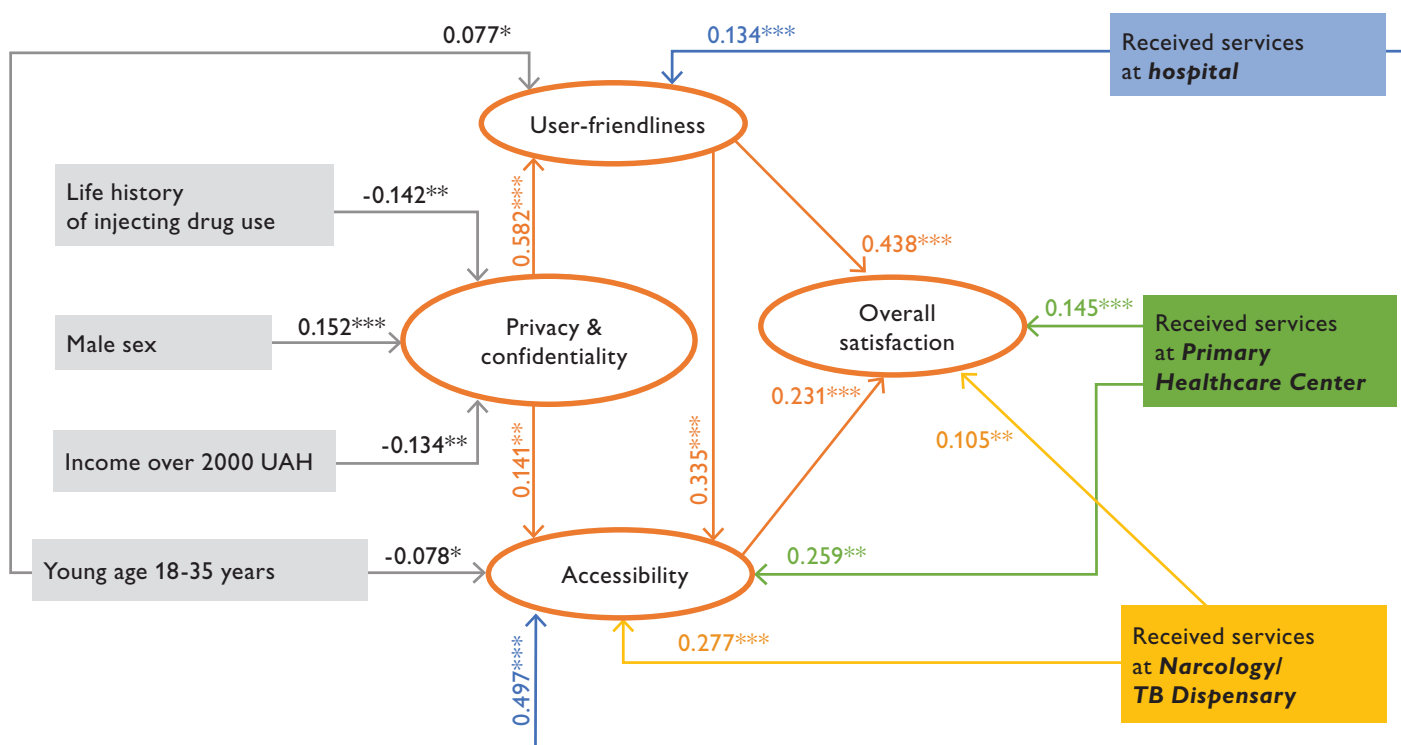 0.077*
0.134***
Received services
at hospital
User-friendliness
Life history
of injecting drug use
-0.142**
0.582***
0.438***
Male sex
0.152***
Privacy &
confidentiality
Overall
satisfaction
0.145***
Received services
at Primary
Healthcare Center
0.231***
0.105**
Income over 2000 UAH
-0.134**
0.141**
0.335***
Young age 18-35 years
-0.078*
Accessibility
0.259**
0.277***
Received services
at Narcology/
TB Dispensary
0.497***